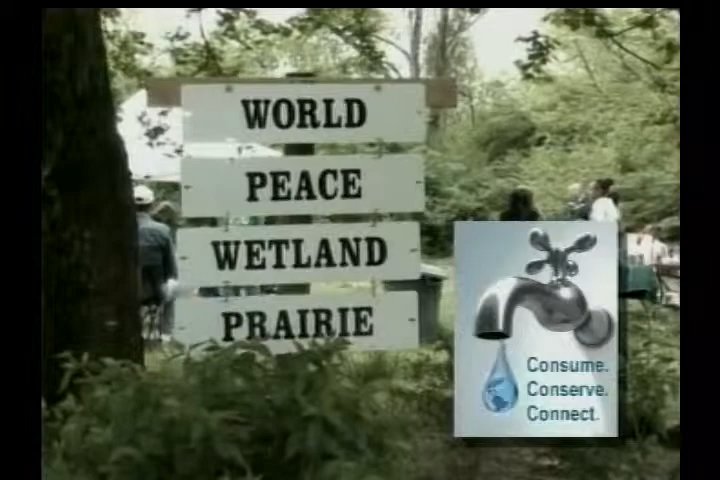 WORLD
PEACE
WETLAND
PRAIRIE
Consume.
Conserve.
Connect.